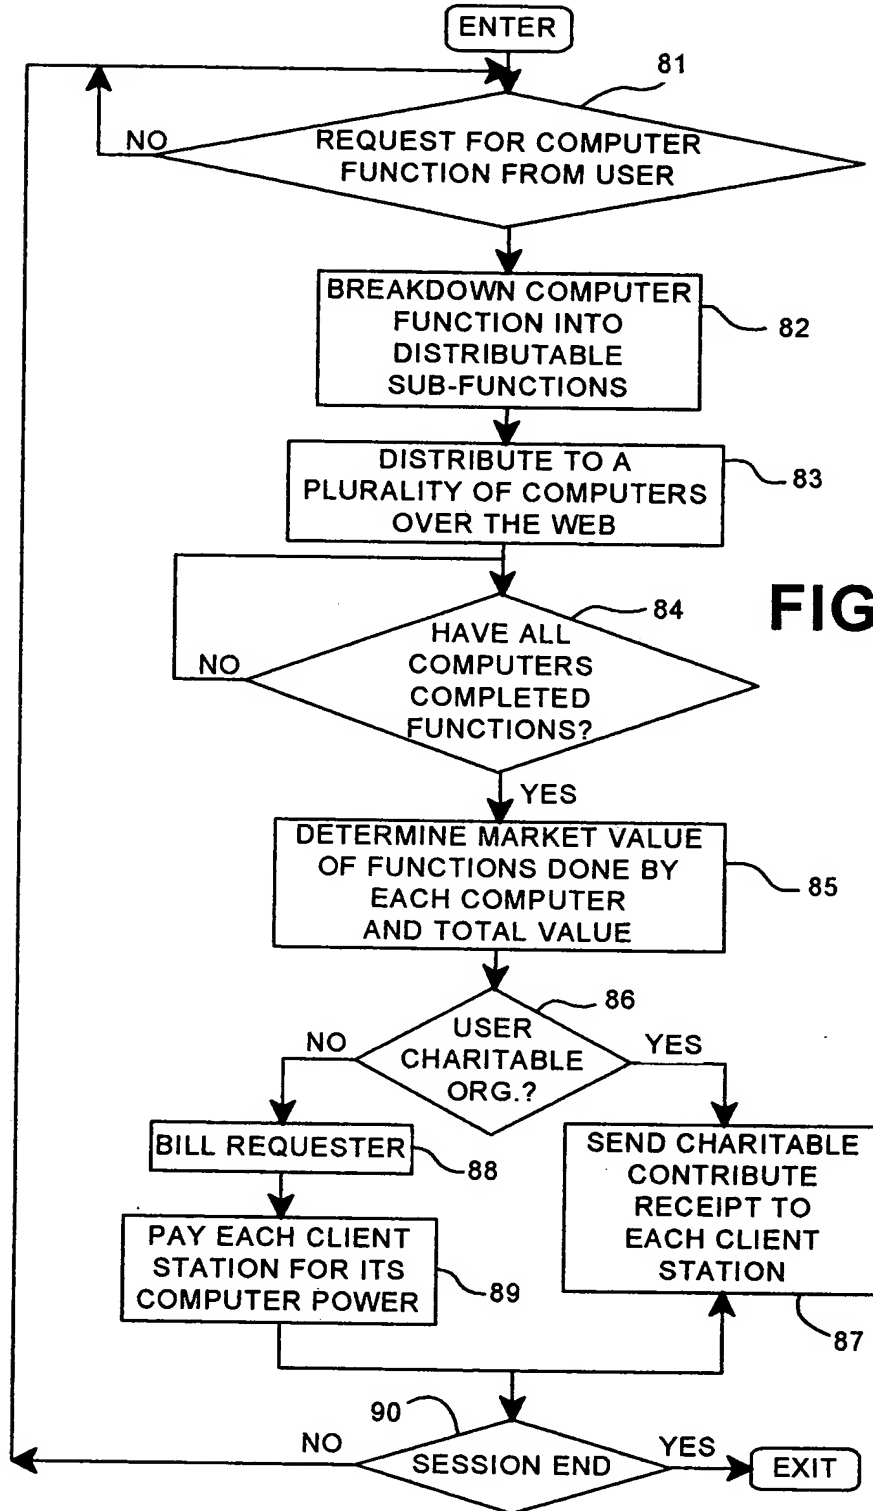 ENTER
81
REQUEST FOR COMPUTER
FUNCTION FROM USER
NO
BREAKDOWN COMPUTER
FUNCTION INTO
DISTRIBUTABLE
SUB-FUNCTIONS
82
DISTRIBUTE TO A
PLURALITY OF COMPUTERS
OVER THE WEB
83
FIG
84
HAVE ALL
COMPUTERS
COMPLETED
FUNCTIONS?
NO
YES
DETERMINE MARKET VALUE
OF FUNCTIONS DONE BY
EACH COMPUTER
AND TOTAL VALUE
85
86
USER
CHARITABLE
ORG.?
NO
YES
BILL REQUESTER
88
PAY EACH CLIENT
STATION FOR ITS
COMPUTER POWER
89
SEND CHARITABLE
CONTRIBUTE
RECEIPT TO
EACH CLIENT
STATION
87
90
SESSION END
NO
YES
EXIT